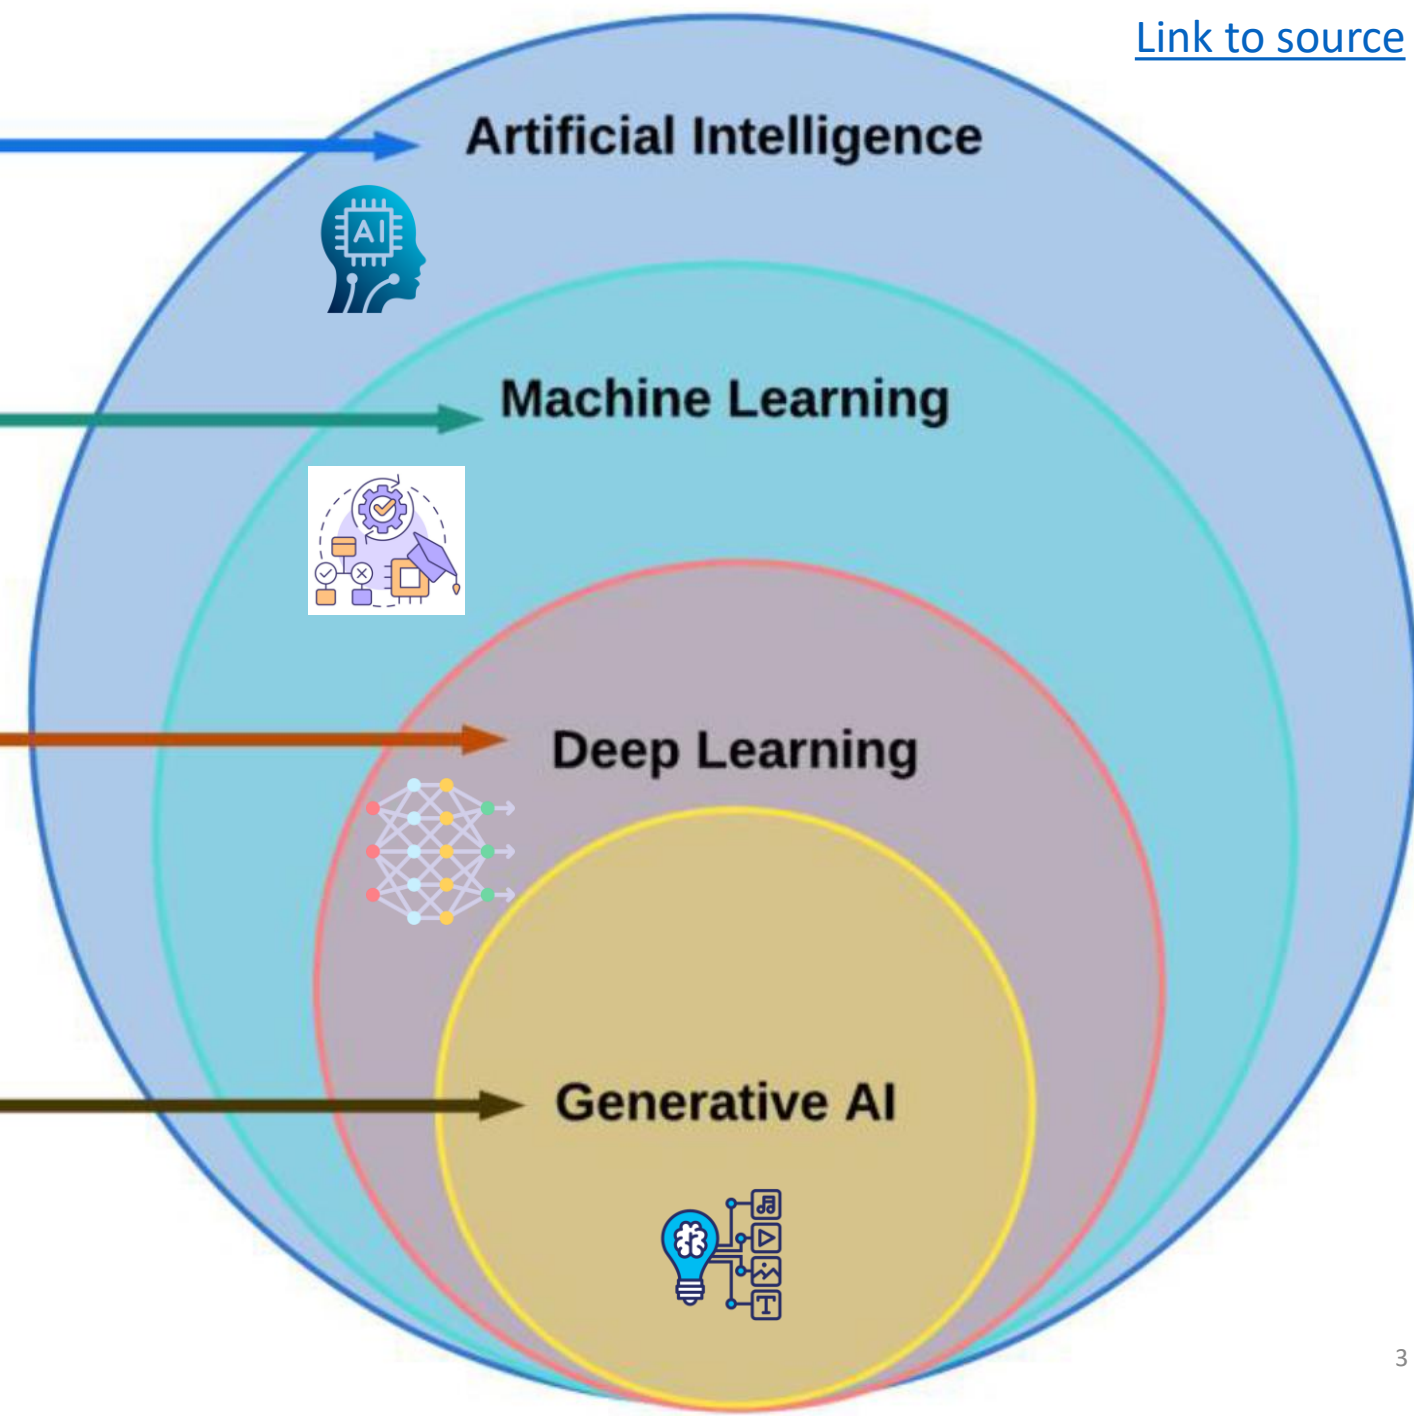 Link to source
Artificial Intelligence
AI
Machine Learning
Deep Learning
Generative AI
T
3